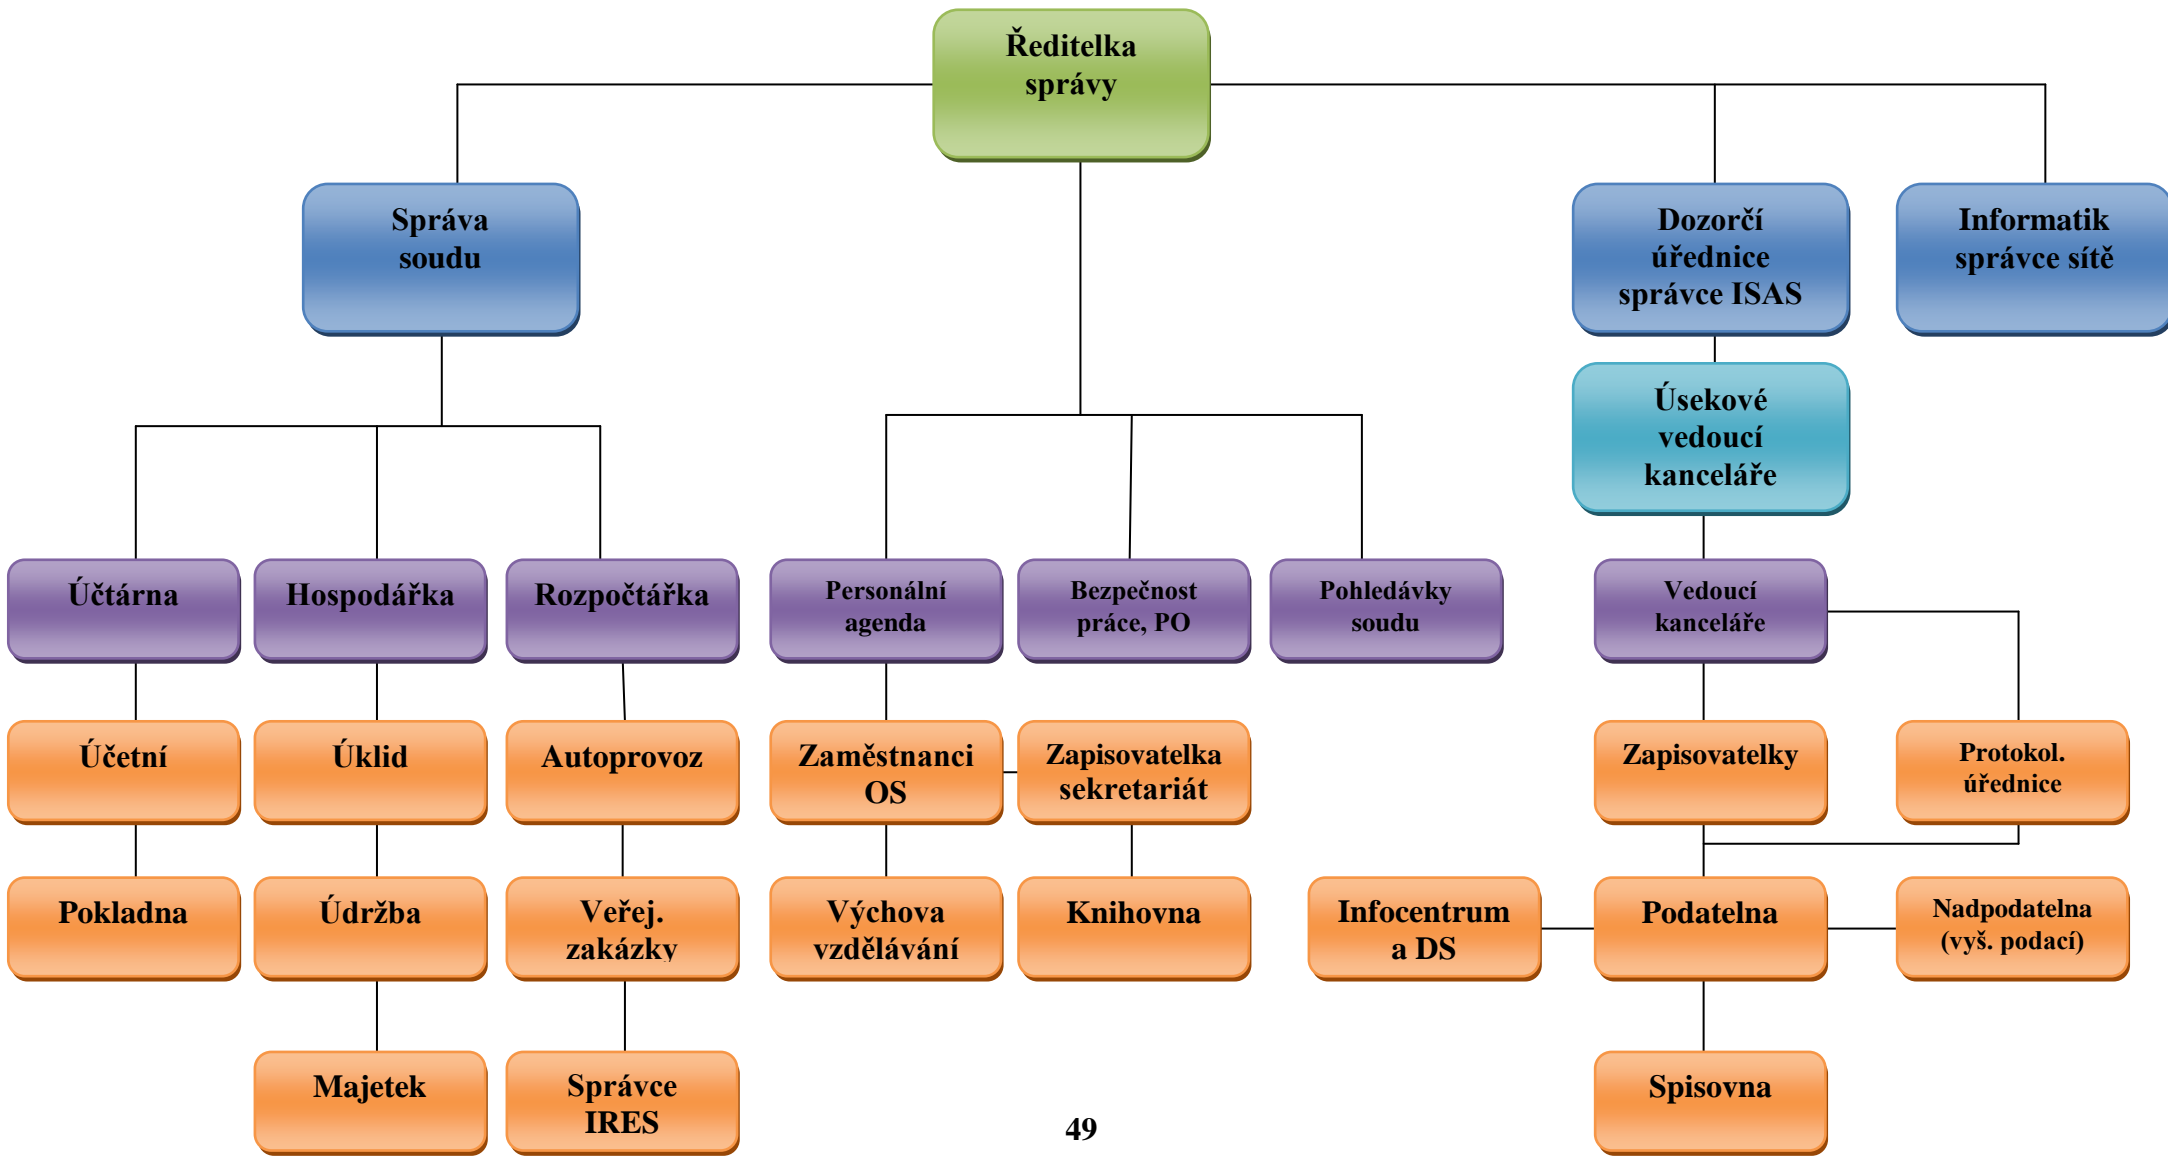 Ředitelka
správy
Správa
soudu
Dozorčí
úřednice
správce ISAS
Informatik
správce sítě
Úsekové
vedoucí
kanceláře
Účtárna
Hospodářka
Rozpočtářka
Personální
agenda
Bezpečnost
práce, PO
Pohledávky
soudu
Vedoucí
kanceláře
Účetní
Úklid
Autoprovoz
Zaměstnanci
OS
Zapisovatelka
sekretariát
Zapisovatelky
Protokol.
úřednice
Pokladna
Údržba
Veřej.
zakázky
Výchova
vzdělávání
Knihovna
Infocentrum
a DS
Podatelna
Nadpodatelna
(vyš. podací)
Majetek
Správce
IRES
Spisovna
49